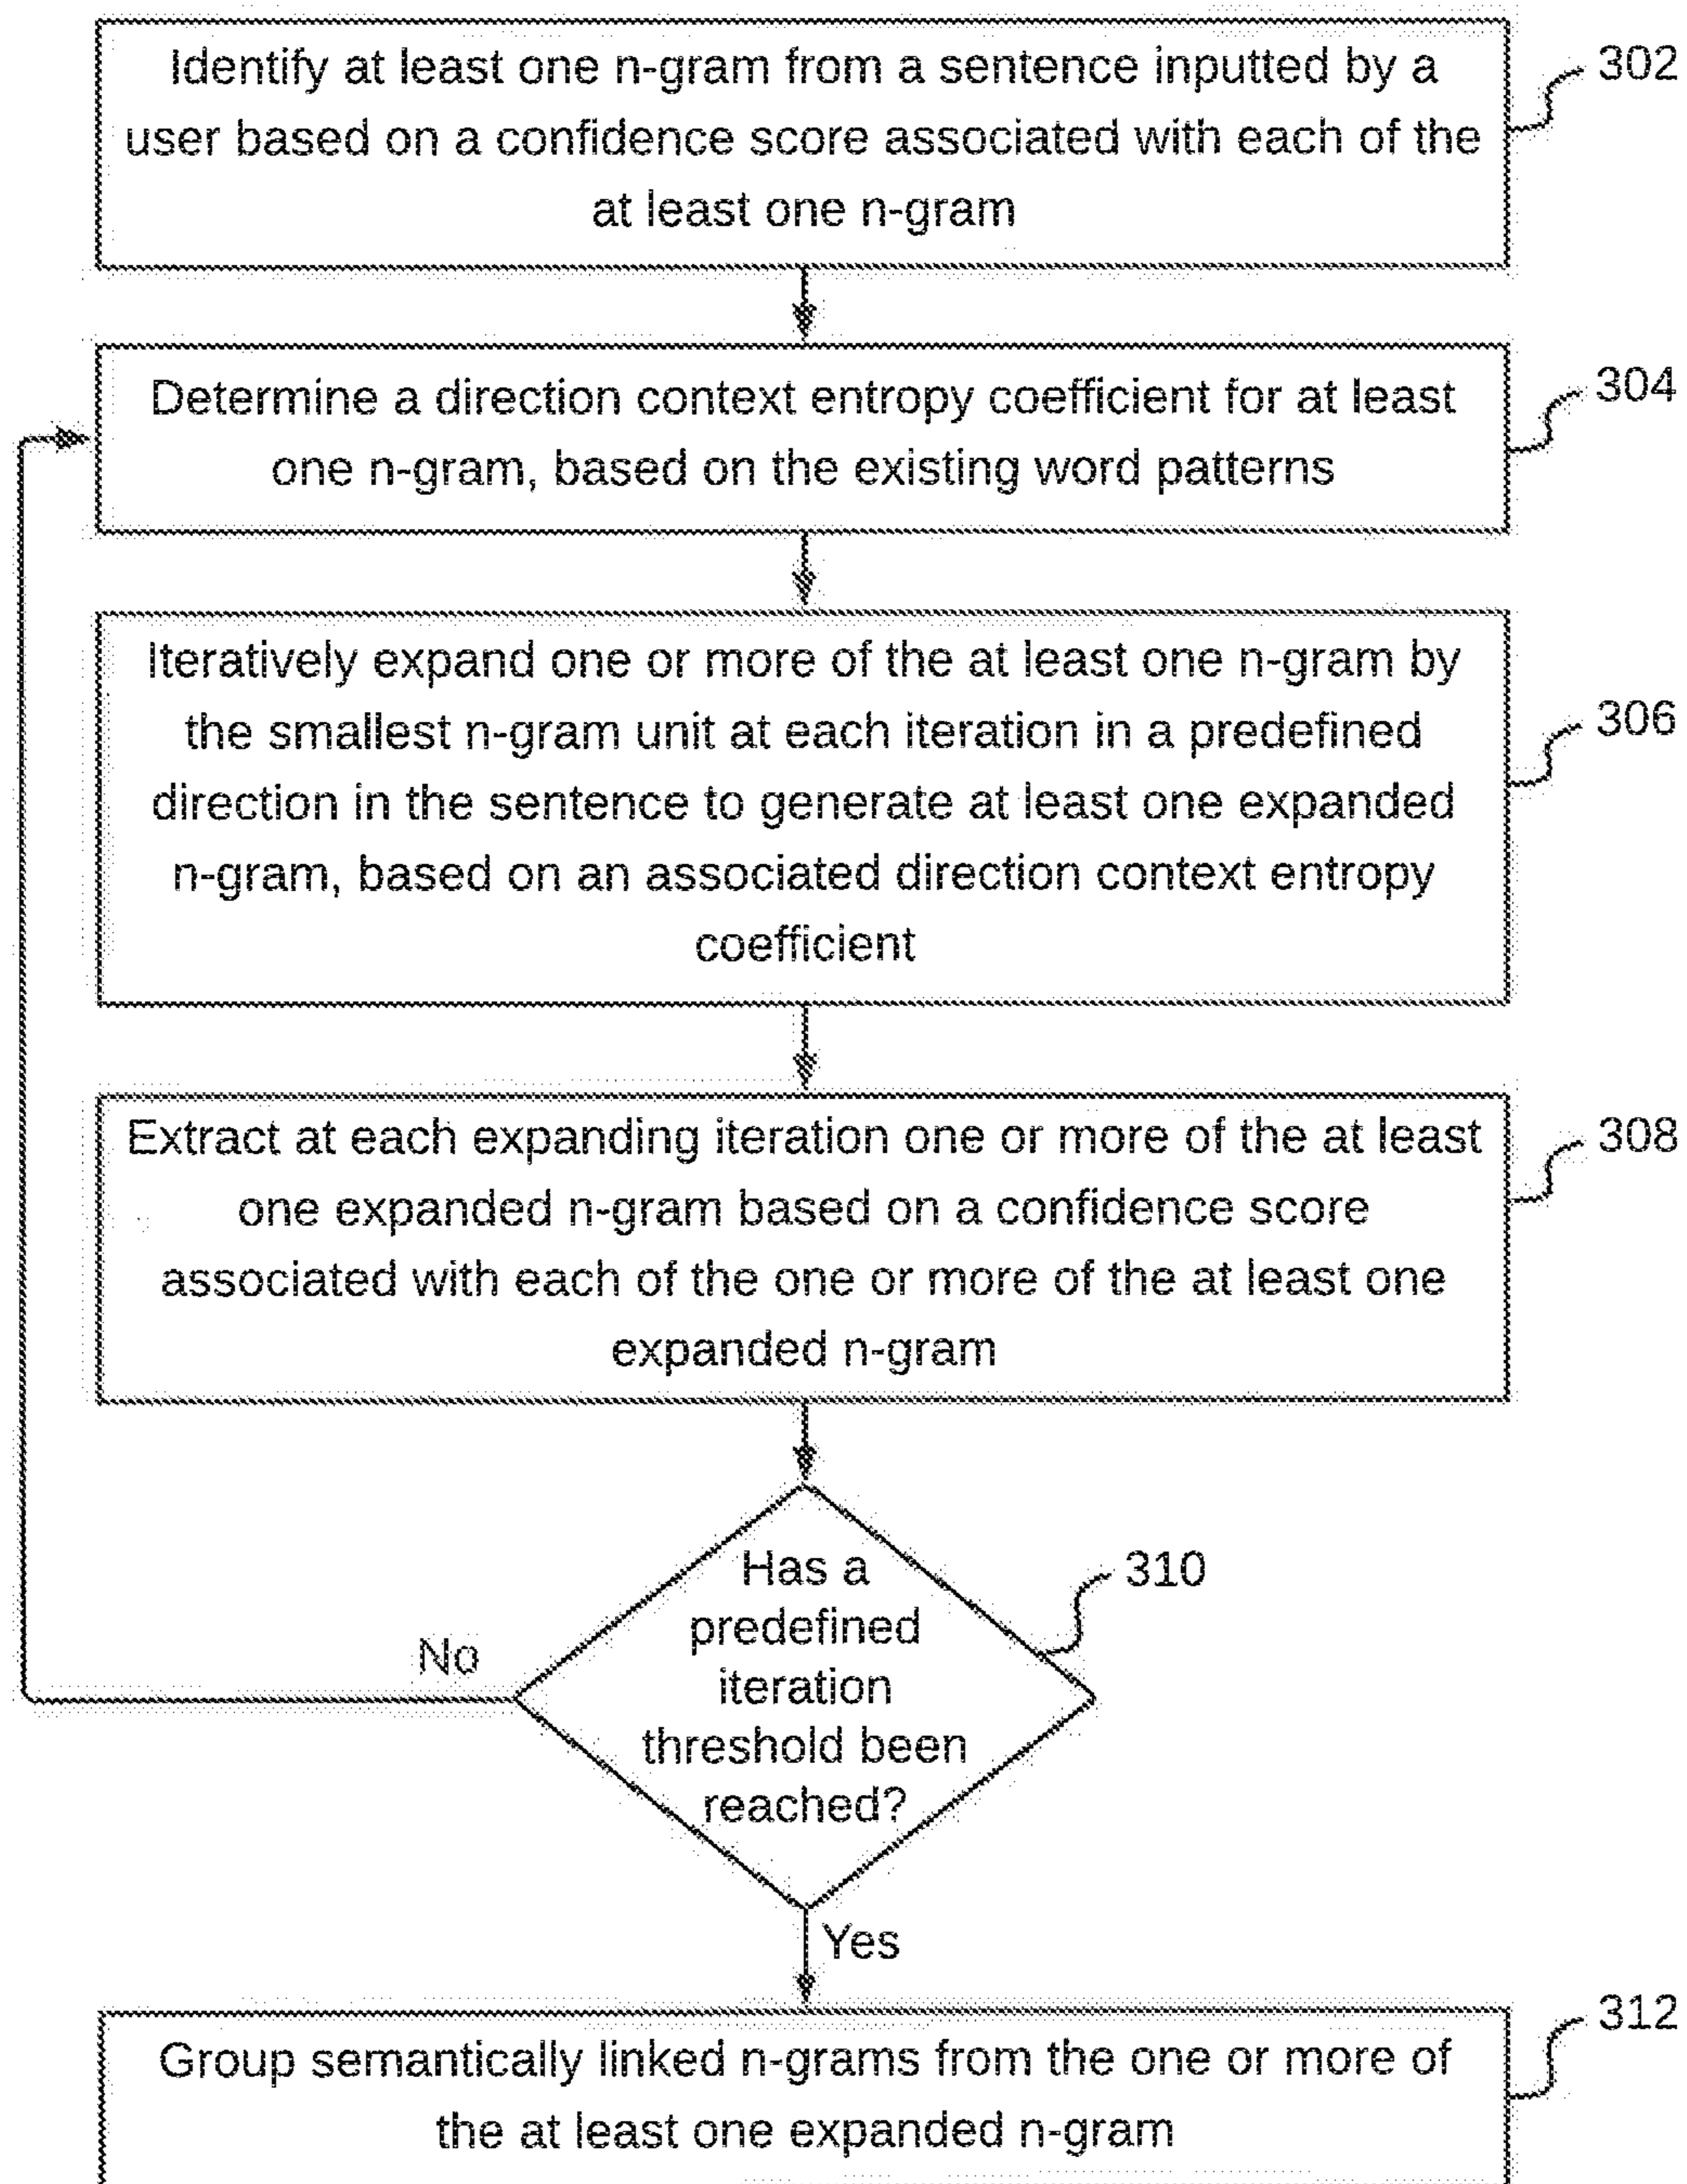 Identify at least one n-gram from a sentence inputted by a
user based on a confidence score associated with each of the
at least one n-gram
302
Determine a direction context entropy coefficient for at least
one n-gram, based on the existing word patterns
304
Iteratively expand one or more of the at least one n-gram by
the smallest n-gram unit at each iteration in a predefined
direction in the sentence to generate at least one expanded
n-gram, based on an associated direction context entropy
coefficient
306
Extract at each expanding iteration one or more of the at least
one expanded n-gram based on a confidence score
associated with each of the one or more of the at least one
expanded n-gram
308
Has a
predefined
iteration
threshold been
reached?
310
No
Yes
Group semantically linked n-grams from the one or more of
the at least one expanded n-gram
312